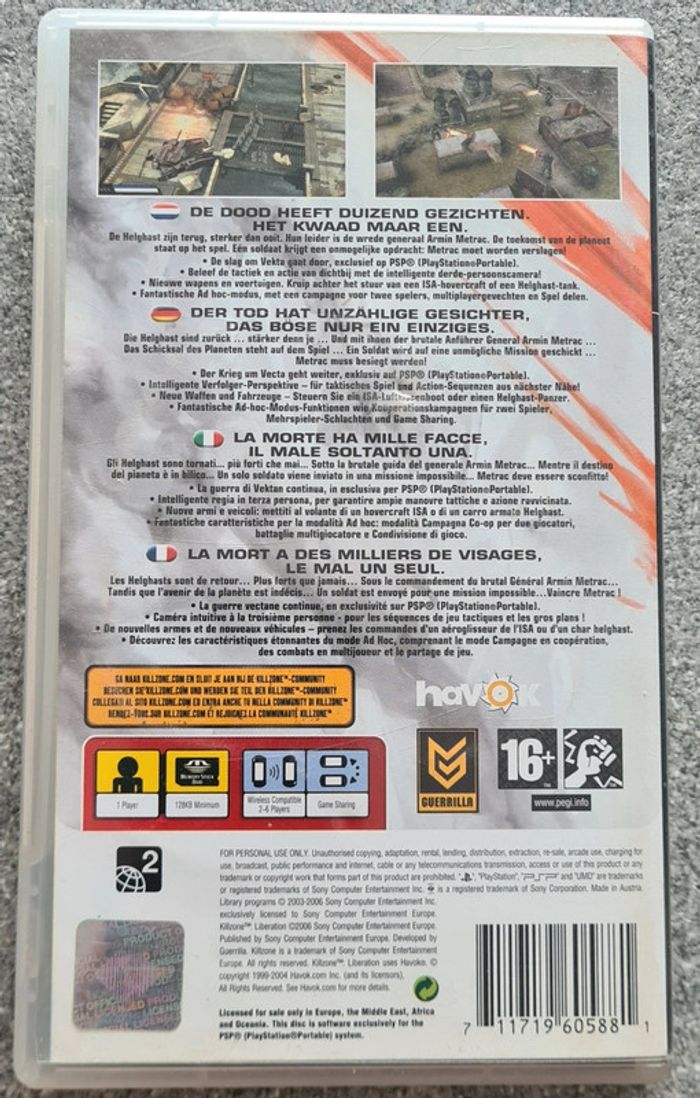 DE DOOD HEEFT DUIZEND GEZICHTEN.
HET KWAAD MAAR EEN.
De Helghast zijn terug, sterker dan ooit. Hun leider is de wrede generaal Armin Metrac. De toekomst van de planeet
staat op het spel. Eén soldaat krijgt een onmogelijke opdracht: Metrac moet worden verslagen!
• De slag om Vekta gaat door, exclusief op PSP® (PlayStation®Portable).
• Beleef de tactiek en actie van dichtbij met de intelligente derde-persoonscamera!
• Nieuwe wapens en voertuigen. Kruip achter het stuur van een ISA-hovercraft of een Helghast-tank.
• Fantastische Ad hoc-modus, met een campagne voor twee spelers, multiplayergevechten en Spel delen.
DER TOD HAT UNZÄHLIGE GESICHTER,
DAS BÖSE NUR EIN EINZIGES.
Die Helghast sind zurück ... stärker denn je ... Und mit ihnen der brutale Anführer General Armin Metrac ...
Das Schicksal des Planeten steht auf dem Spiel ... Ein Soldat wird auf eine unmögliche Mission geschickt ...
Metrac muss besiegt werden!
• Der Krieg um Vecta geht weiter, exklusiv auf PSP® (PlayStation®Portable).
• Intelligente Verfolger-Perspektive – für taktisches Spiel und Action-Sequenzen aus nächster Nähe!
• Neue Waffen und Fahrzeuge – Steuern Sie ein ISA-Luftkissenboot oder einen Helghast-Panzer.
• Fantastische Ad-hoc-Modus-Funktionen wie Kooperationskampagnen für zwei Spieler,
Mehrspieler-Schlachten und Game Sharing.
LA MORTE HA MILLE FACCE,
IL MALE SOLTANTO UNA.
Gli Helghast sono tornati... più forti che mai... Sotto la brutale guida del generale Armin Metrac... Mentre il destino
del planeta è in bilico... Un solo soldato viene inviato in una missione impossibile... Metrac deve essere sconfitto!
• La guerra di Vektan continua, in esclusiva per PSP® (PlayStation®Portable).
• Intelligente regia in terza persona, per garantire ampie manovre tattiche e azione ravvicinata.
• Nuove armi e veicoli: mettiti al volante di un hovercraft ISA o di un carro armato Helghast.
• Fantastiche caratteristiche per la modalità Ad hoc: modalità Campagna Co-op per due giocatori,
battaglie multigiocatore e Condivisione di gioco.
LA MORT A DES MILLIERS DE VISAGES,
LE MAL UN SEUL.
Les Helghasts sont de retour... Plus forts que jamais... Sous le commandement du brutal Général Armin Metrac...
Tandis que l'avenir de la planète est indécis... Un soldat est envoyé pour une mission impossible...Vaincre Metrac !
• La guerre vectane continue, en exclusivité sur PSP® (PlayStation®Portable).
• Caméra intuitive à la troisième personne - pour les séquences de jeu tactiques et les gros plans !
• De nouvelles armes et de nouveaux véhicules – prenez les commandes d'un aéroglisseur de l'ISA ou d'un char helghast.
• Découvrez les caractéristiques étonnantes du mode Ad Hoc, comprenant le mode Campagne en coopération,
des combats en multijoueur et le partage de jeu.
GA NAAR KILLZONE.COM EN SLUIT JE AAN BIJ DE KILLZONE™-COMMUNITY
BESUCHEN SIE KILLZONE.COM UND WERDEN SIE TEIL DER KILLZONE™-COMMUNITY
COLLEGATI AL SITO KILLZONE.COM ED ENTRA ANCHE TU NELLA COMMUNITY DI KILLZONE™
RENDEZ-VOUS SUR KILLZONE.COM ET REJOIGNEZ LA COMMUNAUTÉ KILLZONE™
havok
MEMORY STICK
DUO
1 Player
128KB Minimum
Wireless Compatible
2-6 Players
Game Sharing
GUERRILLA
16+
www.pegi.info
2
FOR PERSONAL USE ONLY. Unauthorised copying, adaptation, rental, lending, distribution, extraction, re-sale, arcade use, charging for
use, broadcast, public performance and internet, cable or any telecommunications transmission, access or use of this product or any
trademark or copyright work that forms part of this product are prohibited. "", "PlayStation", "PSP" and "UMD" are trademarks
or registered trademarks of Sony Computer Entertainment Inc. is a registered trademark of Sony Corporation. Made in Austria.
Library programs © 2003-2006 Sony Computer Entertainment Inc.
exclusively licensed to Sony Computer Entertainment Europe.
Killzone™: Liberation ©2006 Sony Computer Entertainment Europe.
Published by Sony Computer Entertainment Europe. Developed by
Guerrilla. Killzone is a trademark of Sony Computer Entertainment
Europe. All rights reserved. Killzone™: Liberation uses Havok®. ©
copyright 1999-2004 Havok.com Inc. (and its licensors),
All Rights Reserved. See Havok.com for more details.
Licensed for sale only in Europe, the Middle East, Africa
and Oceania. This disc is software exclusively for the
PSP® (PlayStation®Portable) system.
7 11719 60588 1